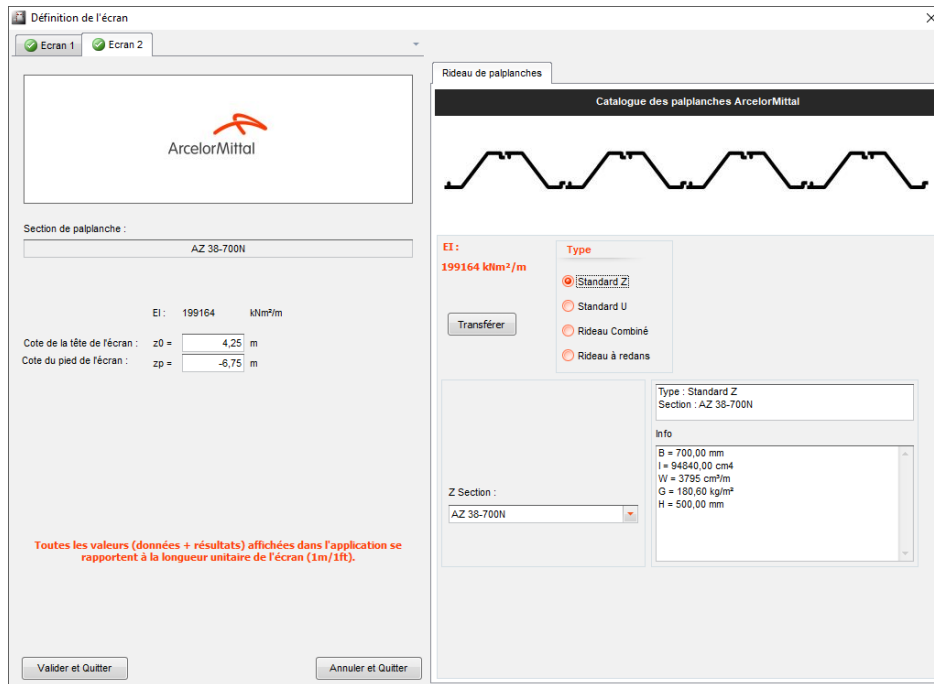 Définition de l'écran
Ecran 1
Ecran 2
ArcelorMittal
Section de palplanche :
AZ 38-700N
EI : 199164 kNm²/m
Cote de la tête de l'écran : z0 = 4,25 m
Cote du pied de l'écran : zp = -6,75 m
Toutes les valeurs (données + résultats) affichées dans l'application se
rapportent à la longueur unitaire de l'écran (1m/1ft).
Valider et Quitter
Annuler et Quitter
Rideau de palplanches
Catalogue des palplanches ArcelorMittal
EI :
199164 kNm²/m
Transférer
Type
Standard Z
Standard U
Rideau Combiné
Rideau à redans
Z Section :
AZ 38-700N
Type : Standard Z
Section : AZ 38-700N
Info
B = 700,00 mm
I = 94840,00 cm4
W = 3795 cm³/m
G = 180,60 kg/m²
H = 500,00 mm